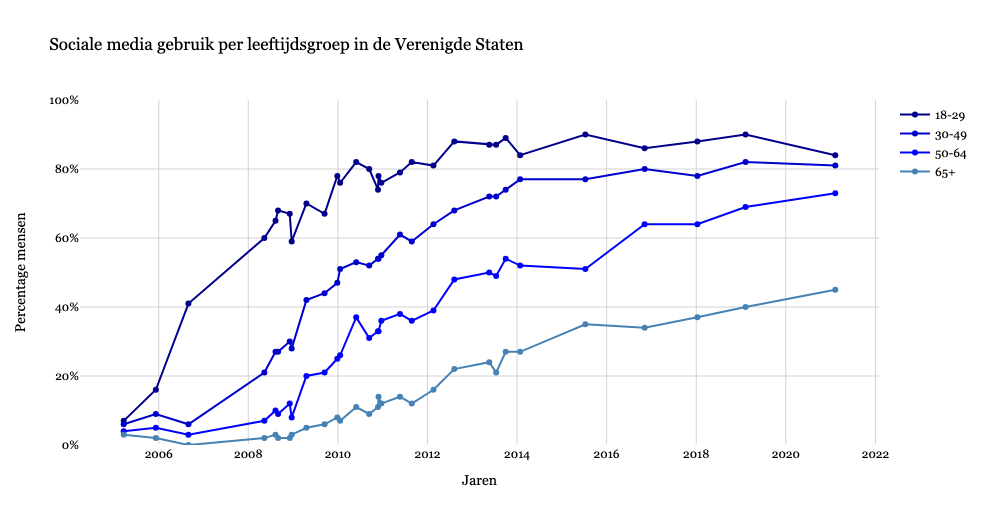 Sociale media gebruik per leeftijdsgroep in de Verenigde Staten
100%
80%
60%
40%
20%
0%
Percentage mensen
2006 2008 2010 2012 2014 2016 2018 2020 2022
Jaren
18-29
30-49
50-64
65+